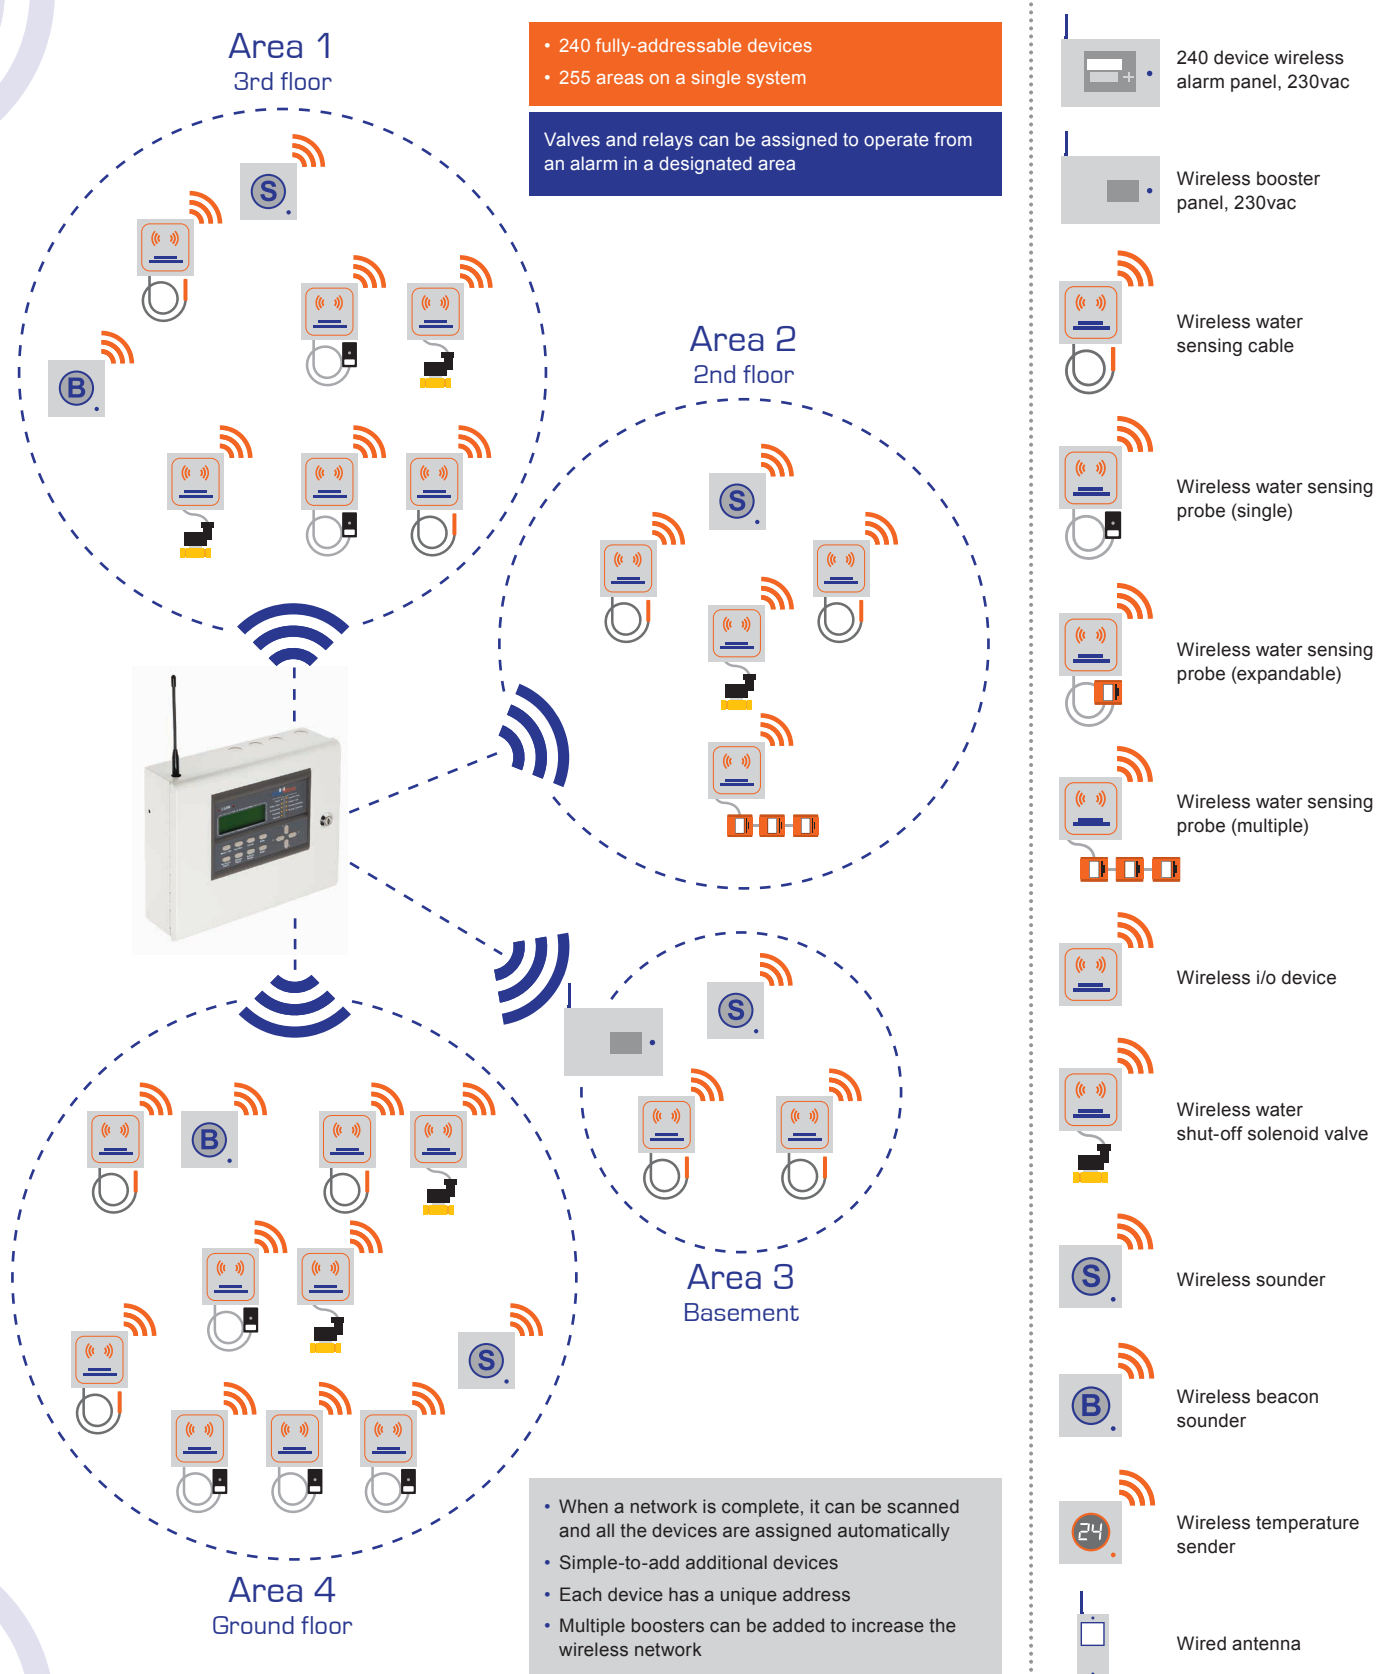 Area 1
3rd floor
• 240 fully-addressable devices
• 255 areas on a single system
Valves and relays can be assigned to operate from
an alarm in a designated area
S
B
Area 2
2nd floor
S
S
Area 3
Basement
B
S
Area 4
Ground floor
• When a network is complete, it can be scanned
and all the devices are assigned automatically
• Simple-to-add additional devices
• Each device has a unique address
• Multiple boosters can be added to increase the
wireless network
240 device wireless
alarm panel, 230vac
Wireless booster
panel, 230vac
Wireless water
sensing cable
Wireless water sensing
probe (single)
Wireless water sensing
probe (expandable)
Wireless water sensing
probe (multiple)
Wireless i/o device
Wireless water
shut-off solenoid valve
S
Wireless sounder
B
Wireless beacon
sounder
24
Wireless temperature
sender
Wired antenna